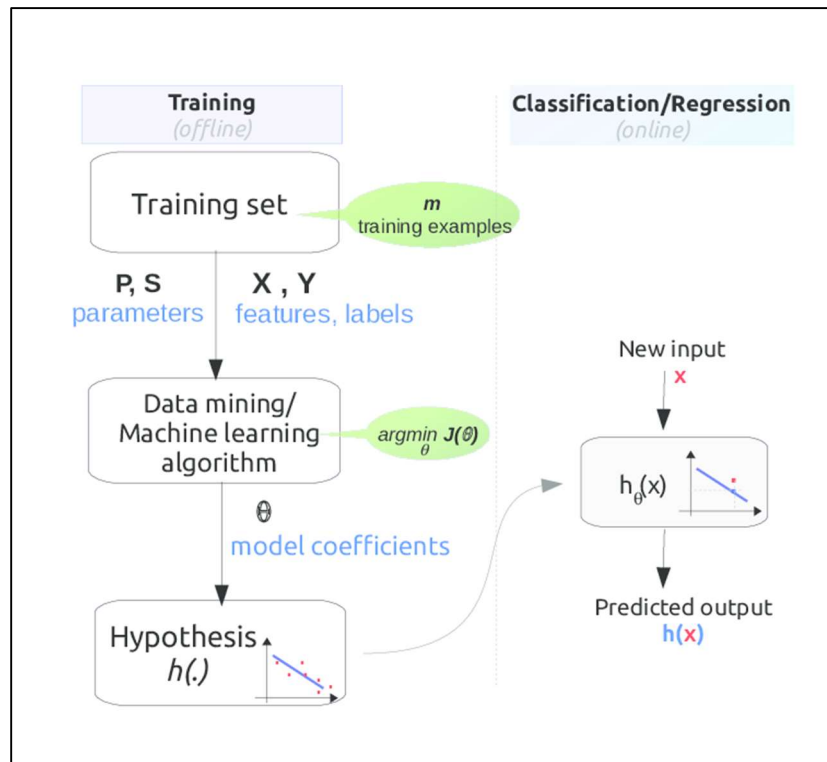 Training
(offline)
Training set
m
training examples
P, S
parameters
X , Y
features, labels
Data mining/
Machine learning
algorithm
argmin J(θ)
θ
θ
model coefficients
Hypothesis
h(.)
Classification/Regression
(online)
New input
x
hθ(x)
Predicted output
h(x)